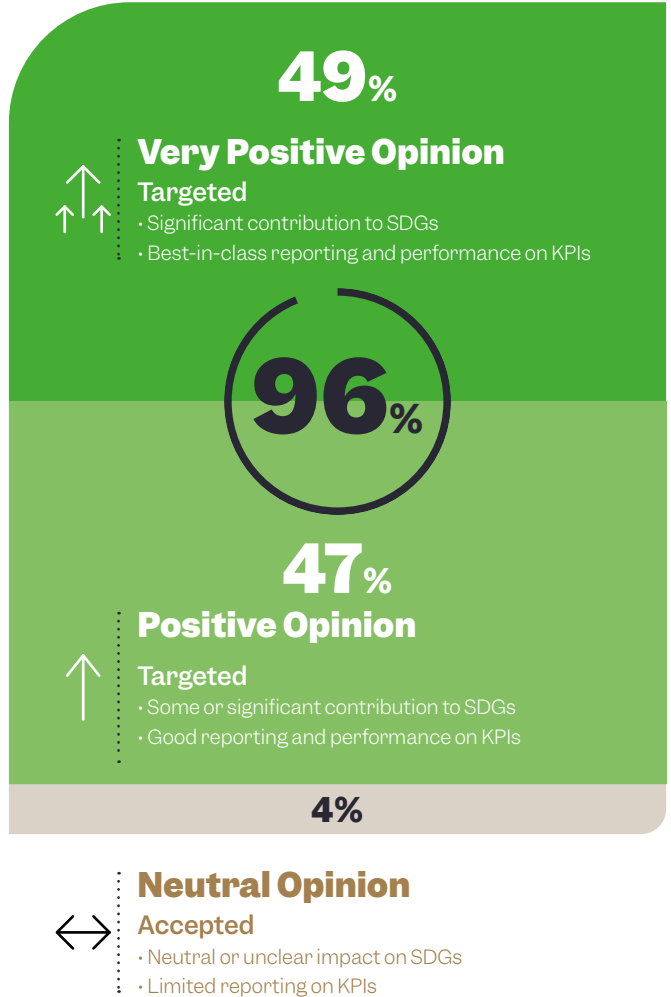 49%
Very Positive Opinion
Targeted
• Significant contribution to SDGs
• Best-in-class reporting and performance on KPIs
96%
47%
Positive Opinion
Targeted
• Some or significant contribution to SDGs
• Good reporting and performance on KPIs
4%
Neutral Opinion
Accepted
• Neutral or unclear impact on SDGs
• Limited reporting on KPIs